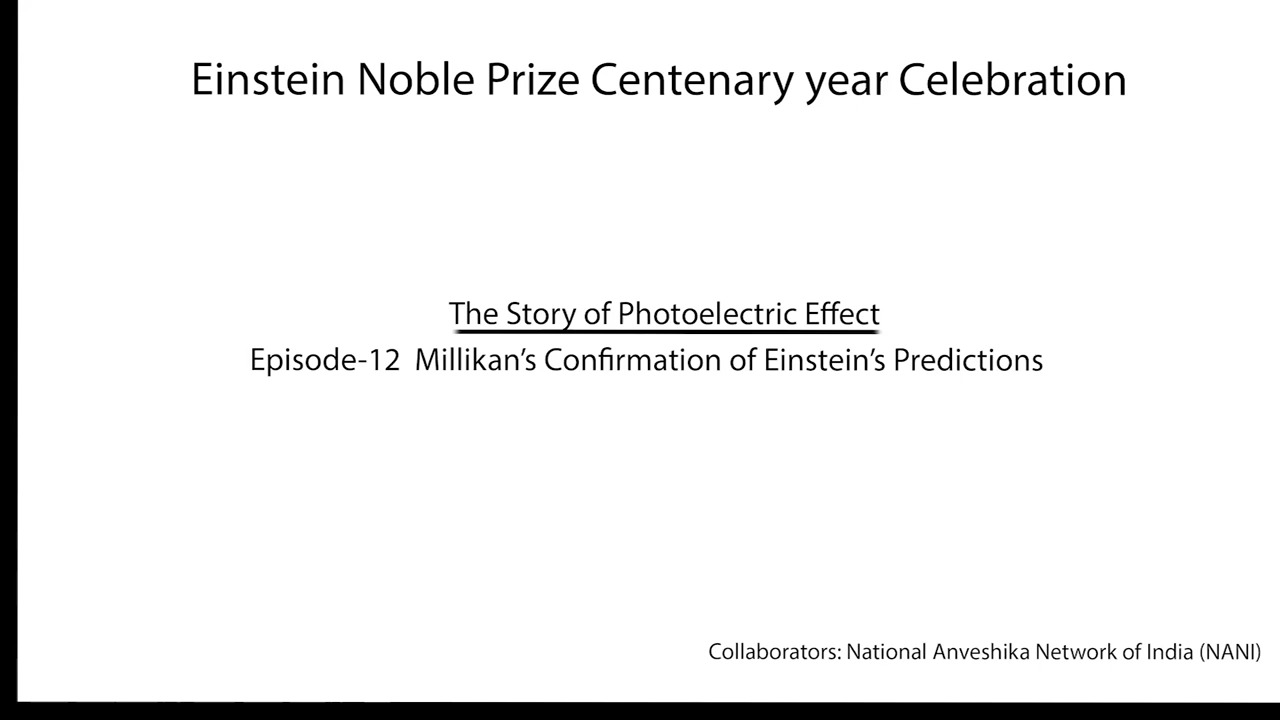 Einstein Noble Prize Centenary year Celebration
The Story of Photoelectric Effect
Episode-12 Millikan’s Confirmation of Einstein’s Predictions
Collaborators: National Anveshika Network of India (NANI)